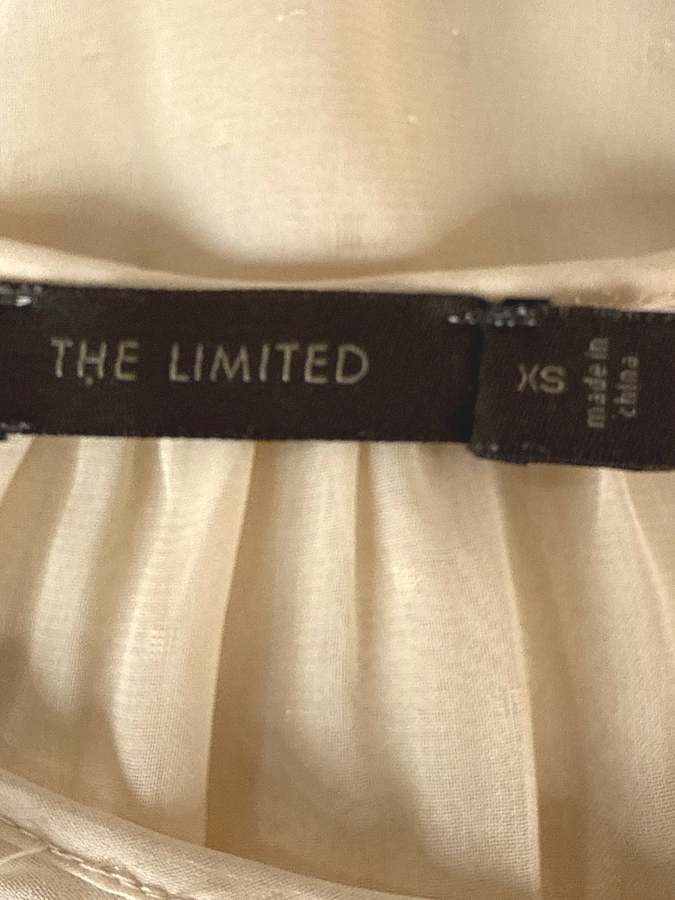 THE LIMITED
XS
made in
china